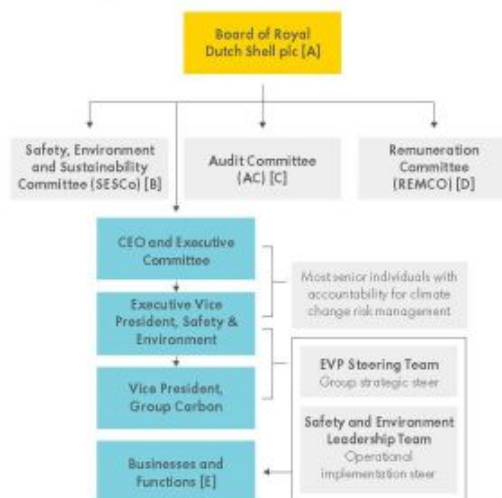 Board of Royal
Dutch Shell plc [A]
Safety, Environment
and Sustainability
Committee (SESCo) [B]
Audit Committee
(AC) [C]
Remuneration
Committee
(REMCO) [D]
CEO and Executive
Committee
Most senior individuals with
accountability for climate
change risk management
Executive Vice
President, Safety &
Environment
EVP Steering Team
Group strategic steer
Vice President,
Group Carbon
Safety and Environment
Leadership Team
Operational
implementation steer
Businesses and
Functions [E]